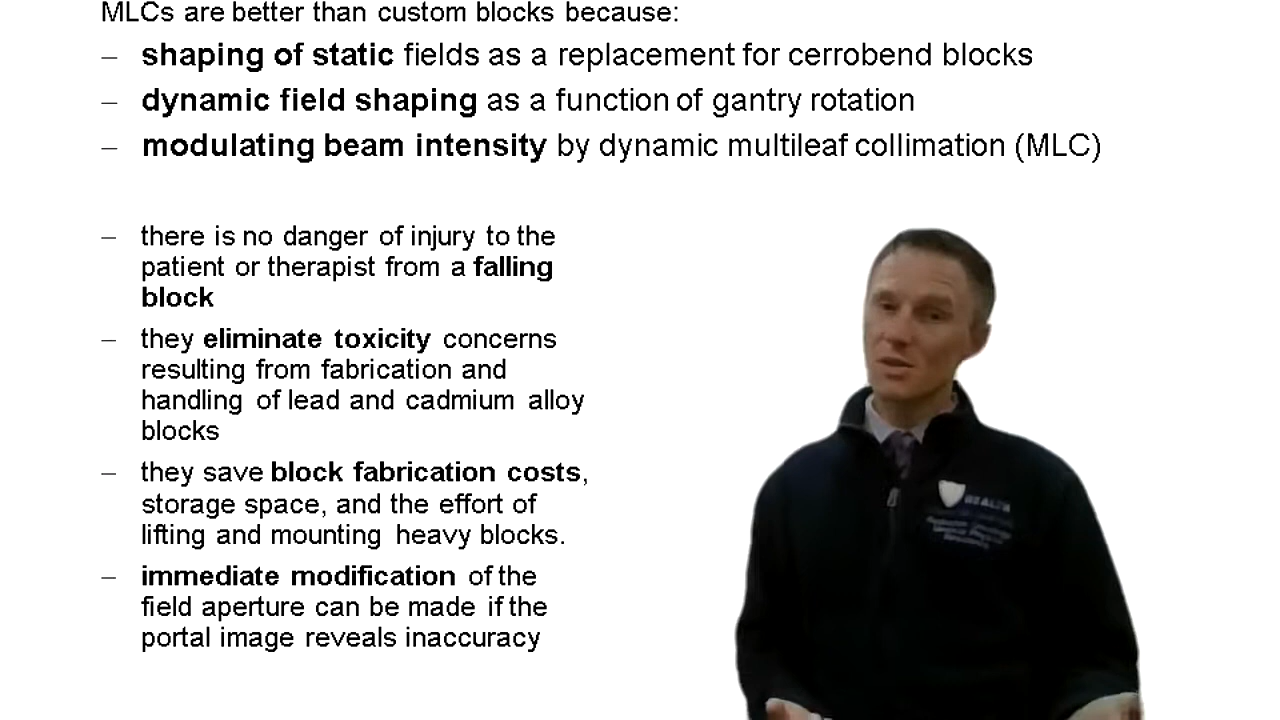 MLCs are better than custom blocks because:
– shaping of static fields as a replacement for cerrobend blocks
– dynamic field shaping as a function of gantry rotation
– modulating beam intensity by dynamic multileaf collimation (MLC)
– there is no danger of injury to the
patient or therapist from a falling
block
– they eliminate toxicity concerns
resulting from fabrication and
handling of lead and cadmium alloy
blocks
– they save block fabrication costs,
storage space, and the effort of
lifting and mounting heavy blocks.
– immediate modification of the
field aperture can be made if the
portal image reveals inaccuracy
HEALTH